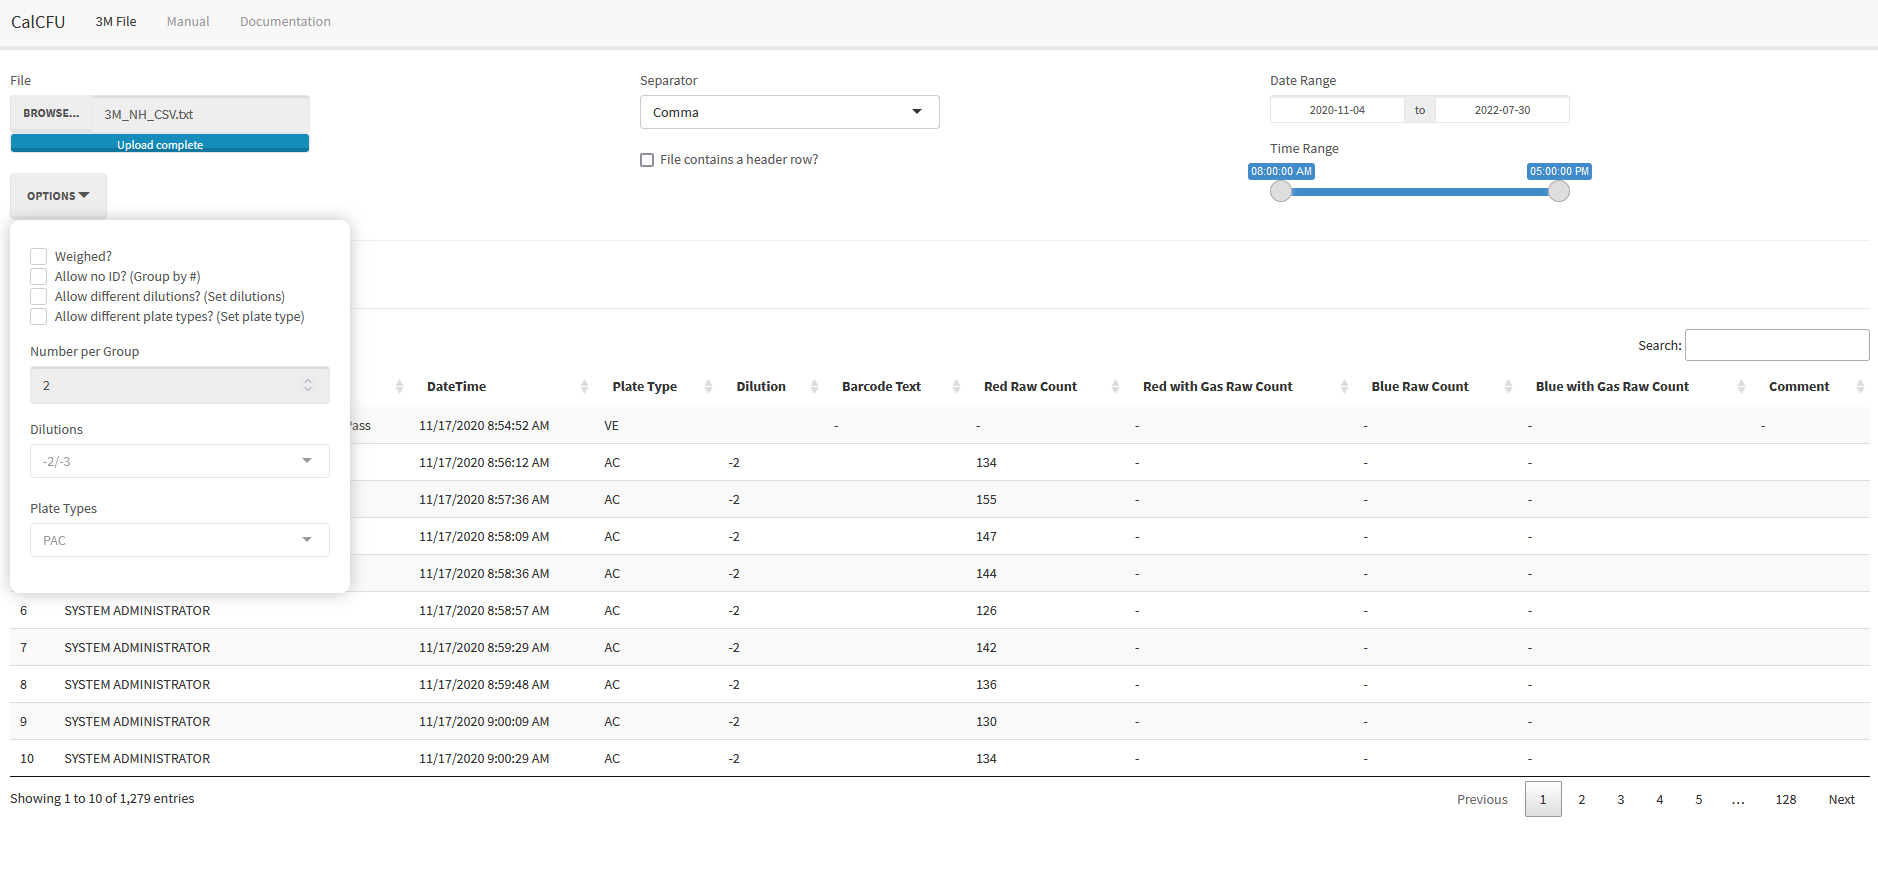 CalCFU 3M File Manual Documentation
File Separator Date Range
BROWSE... 3M_NH_CSV.txt Comma 2020-11-04 to 2022-07-30
Upload complete
File contains a header row? Time Range
08:00:00 AM 05:00:00 PM
OPTIONS
Weighed?
Allow no ID? (Group by #)
Allow different dilutions? (Set dilutions)
Allow different plate types? (Set plate type)
Number per Group
2
Dilutions
-2/-3
Plate Types
PAC
Search:
DateTime Plate Type Dilution Barcode Text Red Raw Count Red with Gas Raw Count Blue Raw Count Blue with Gas Raw Count Comment
Pass 11/17/2020 8:54:52 AM VE - - - - - -
11/17/2020 8:56:12 AM AC -2 134 - - -
11/17/2020 8:57:36 AM AC -2 155 - - -
11/17/2020 8:58:09 AM AC -2 147 - - -
11/17/2020 8:58:36 AM AC -2 144 - - -
6 SYSTEM ADMINISTRATOR 11/17/2020 8:58:57 AM AC -2 126 - - -
7 SYSTEM ADMINISTRATOR 11/17/2020 8:59:29 AM AC -2 142 - - -
8 SYSTEM ADMINISTRATOR 11/17/2020 8:59:48 AM AC -2 136 - - -
9 SYSTEM ADMINISTRATOR 11/17/2020 9:00:09 AM AC -2 130 - - -
10 SYSTEM ADMINISTRATOR 11/17/2020 9:00:29 AM AC -2 134 - - -
Showing 1 to 10 of 1,279 entries Previous 1 2 3 4 5 … 128 Next